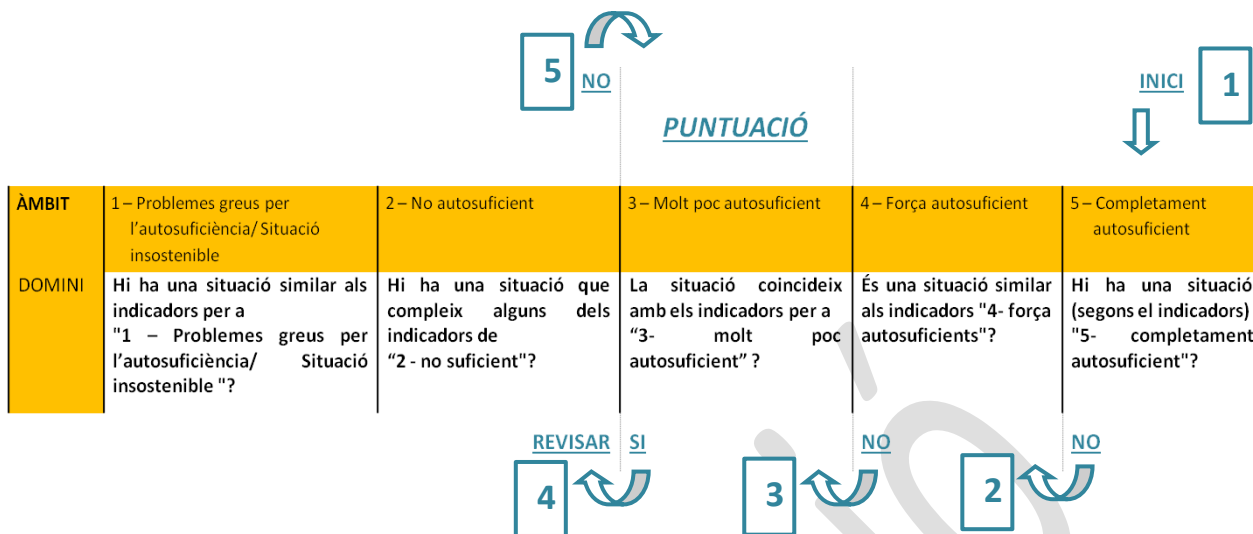 5
NO
INICI
1
PUNTUACIÓ
ÀMBIT
1 – Problemes greus per
l'autosuficiència/ Situació
insostenible
2 – No autosuficient
3 – Molt poc autosuficient
4 – Força autosuficient
5 – Completament
autosuficient
DOMINI
Hi ha una situació similar als
indicadors per a
"1 – Problemes greus per
l'autosuficiència/ Situació
insostenible "?
Hi ha una situació que
compleix alguns dels
indicadors de
“2 - no suficient"?
La situació coincideix
amb els indicadors per a
“3- molt poc
autosuficient” ?
És una situació similar
als indicadors "4- força
autosuficients"?
Hi ha una situació
(segons el indicadors)
"5- completament
autosuficient"?
REVISAR
SI
NO
NO
4
3
2